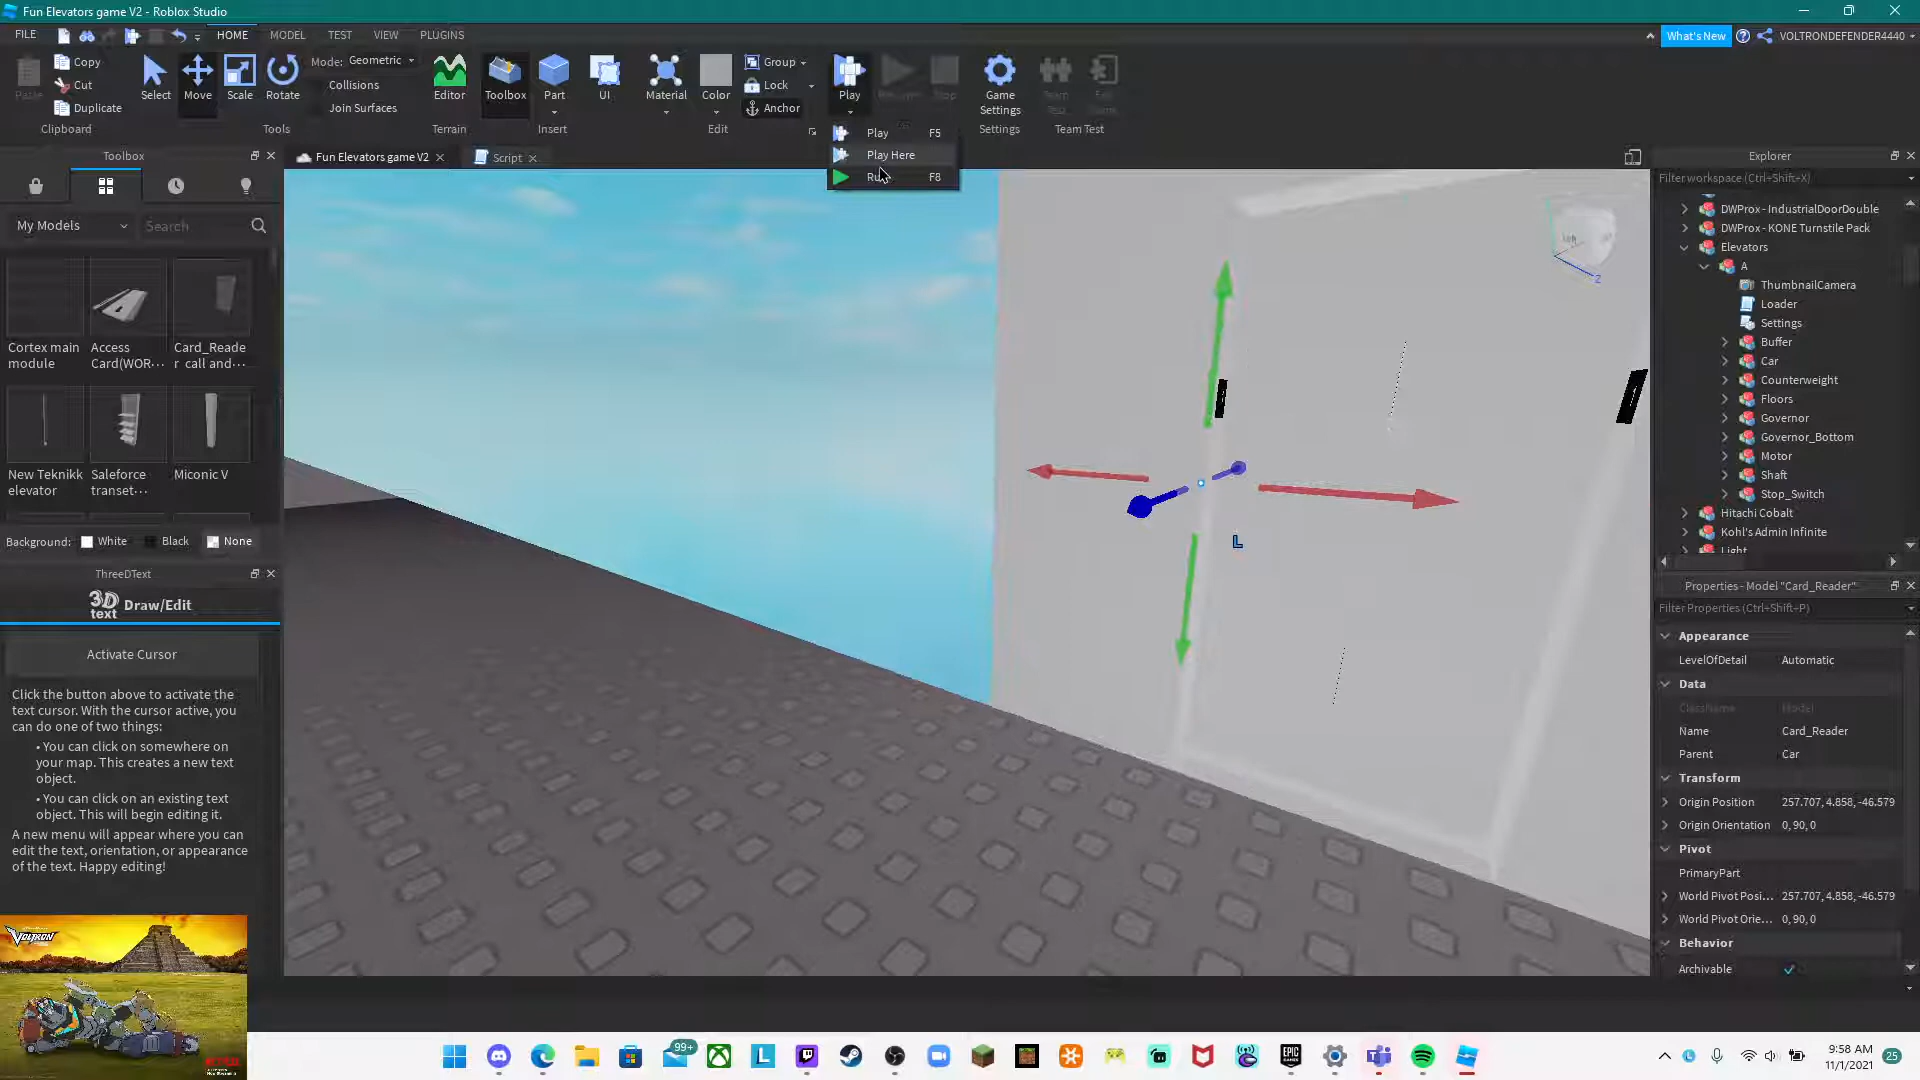 Fun Elevators game V2 - Roblox Studio
FILE
HOME
MODEL
TEST
VIEW
PLUGINS
What's New
VOLTRONDEFENDER4440
Paste
Copy
Cut
Duplicate
Clipboard
Select
Move
Scale
Rotate
Mode: Geometric
Collisions
Join Surfaces
Tools
Editor
Terrain
Toolbox
Part
UI
Insert
Material
Color
Group
Lock
Anchor
Edit
Play
Stop
Game
Settings
Settings
Team
Test
Team Test
Play F5
Play Here
F8
Toolbox
Fun Elevators game V2
Script
My Models
Search
Cortex main
module
Access
Card(WOR...
Card_Reade
r call and...
New Teknikk
elevator
Saleforce
transet...
Miconic V
Background:
White
Black
None
ThreeDText
3D
text
Draw/Edit
Activate Cursor
Click the button above to activate the
text cursor. With the cursor active, you
can do one of two things:
• You can click on somewhere on
your map. This creates a new text
object.
• You can click on an existing text
object. This will begin editing it.
A new menu will appear where you can
edit the text, orientation, or appearance
of the text. Happy editing!
VOLTRON
L
Z
Explorer
Filter workspace (Ctrl+Shift+X)
DWProx - IndustrialDoorDouble
DWProx - KONE Turnstile Pack
Elevators
A
ThumbnailCamera
Loader
Settings
Buffer
Car
Counterweight
Floors
Governor
Governor_Bottom
Motor
Shaft
Stop_Switch
Hitachi Cobalt
Kohl's Admin Infinite
Light
Properties - Model "Card_Reader"
Filter Properties (Ctrl+Shift+P)
Appearance
LevelOfDetail Automatic
Data
ClassName Model
Name Card_Reader
Parent Car
Transform
Origin Position 257.707, 4.858, -46.579
Origin Orientation 0, 90, 0
Pivot
PrimaryPart
World Pivot Posi... 257.707, 4.858, -46.579
World Pivot Orie... 0, 90, 0
Behavior
Archivable
99+
L
EPIC
9:58 AM
11/1/2021
25